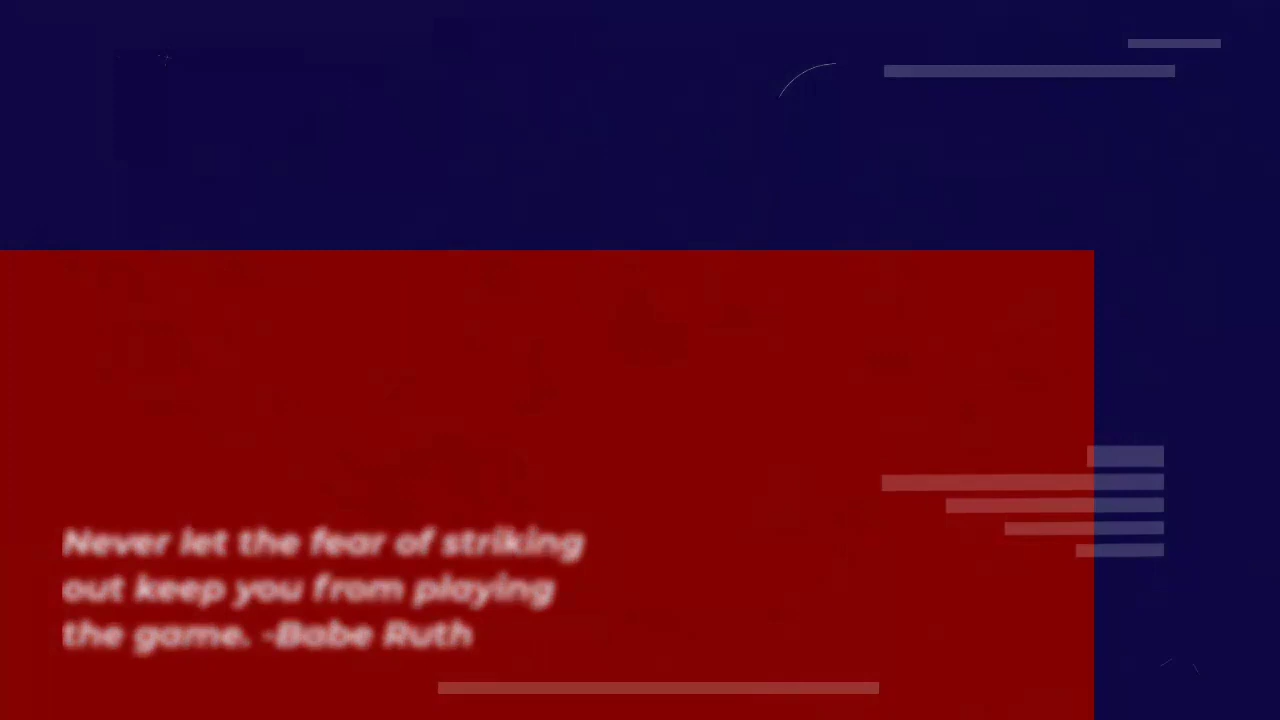 Never let the fear of striking
out keep you from playing
the game. -Babe Ruth